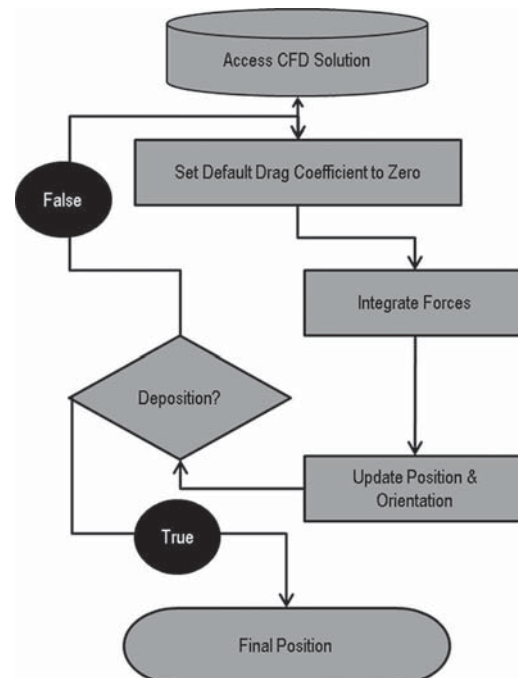 Access CFD Solution
Set Default Drag Coefficient to Zero
False
Integrate Forces
Deposition?
Update Position &
Orientation
True
Final Position